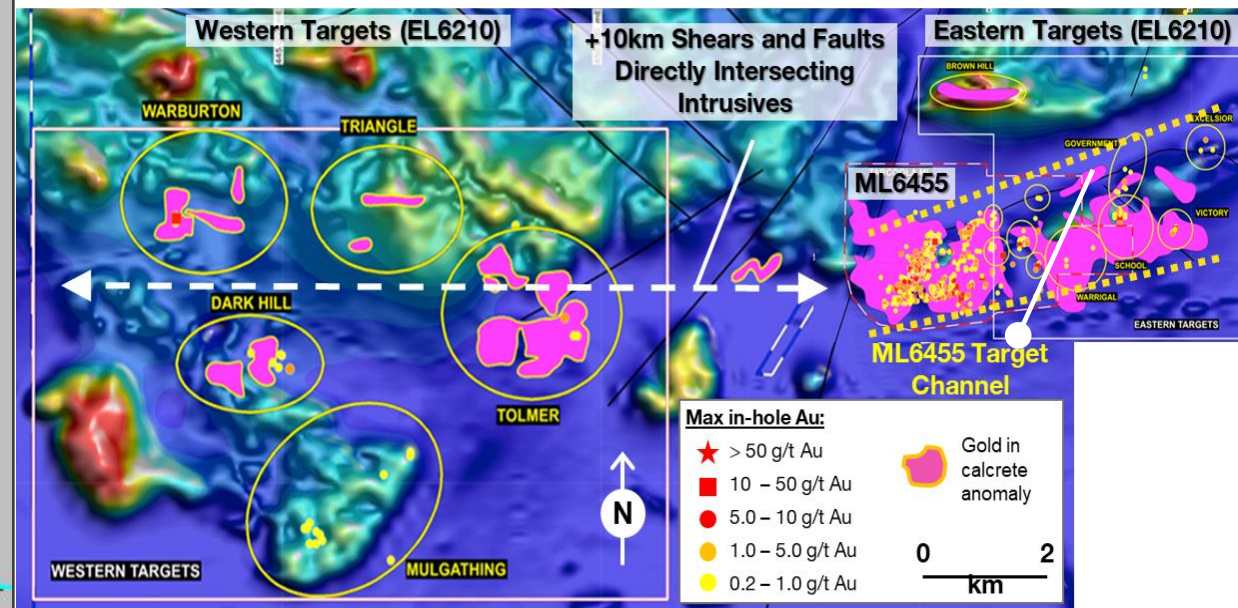 Western Targets (EL6210)
+10km Shears and Faults
Directly Intersecting
Intrusives
Eastern Targets (EL6210)
BROWN HILL
WARBURTON
TRIANGLE
EXCELSIOR
GOVERNMENT
ML6455
VICTORY
SCHOOL
WARRIGAL
EASTERN TARGETS
DARK HILL
TOLMER
ML6455 Target
Channel
MULGATHING
WESTERN TARGETS
N
Max in-hole Au:
> 50 g/t Au
10 – 50 g/t Au
5.0 – 10 g/t Au
1.0 – 5.0 g/t Au
0.2 – 1.0 g/t Au
Gold in
calcrete
anomaly
0 2
km